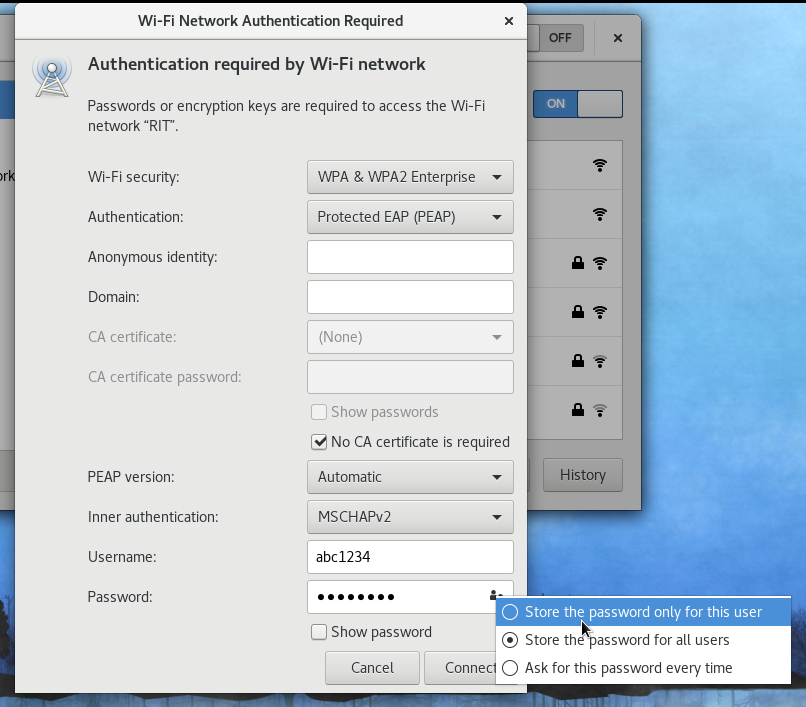 Wi-Fi Network Authentication Required
OFF
Authentication required by Wi-Fi network
Passwords or encryption keys are required to access the Wi-Fi
network “RIT”.
ON
Wi-Fi security:
WPA & WPA2 Enterprise
Authentication:
Protected EAP (PEAP)
Anonymous identity:
Domain:
CA certificate:
(None)
CA certificate password:
Show passwords
No CA certificate is required
PEAP version:
Automatic
History
Inner authentication:
MSCHAPv2
Username:
abc1234
Password:
Store the password only for this user
Show password
Store the password for all users
Cancel
Connect
Ask for this password every time